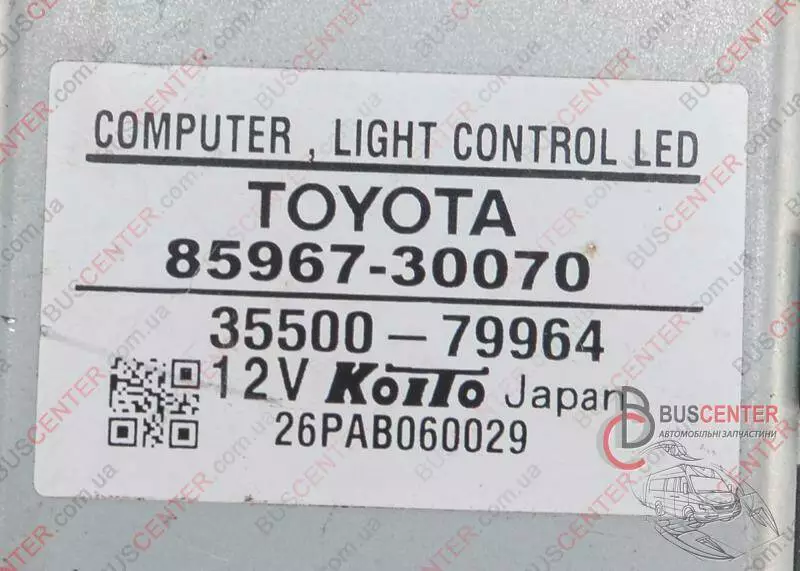 COMPUTER , LIGHT CONTROL LED
TOYOTA
85967-30070
35500-79964
12V KOITO Japan
26PAB060029
BUSCENTER
АВТОМОБІЛЬНІ ЗАПЧАСТИНИ
BUSCENTER.com.ua